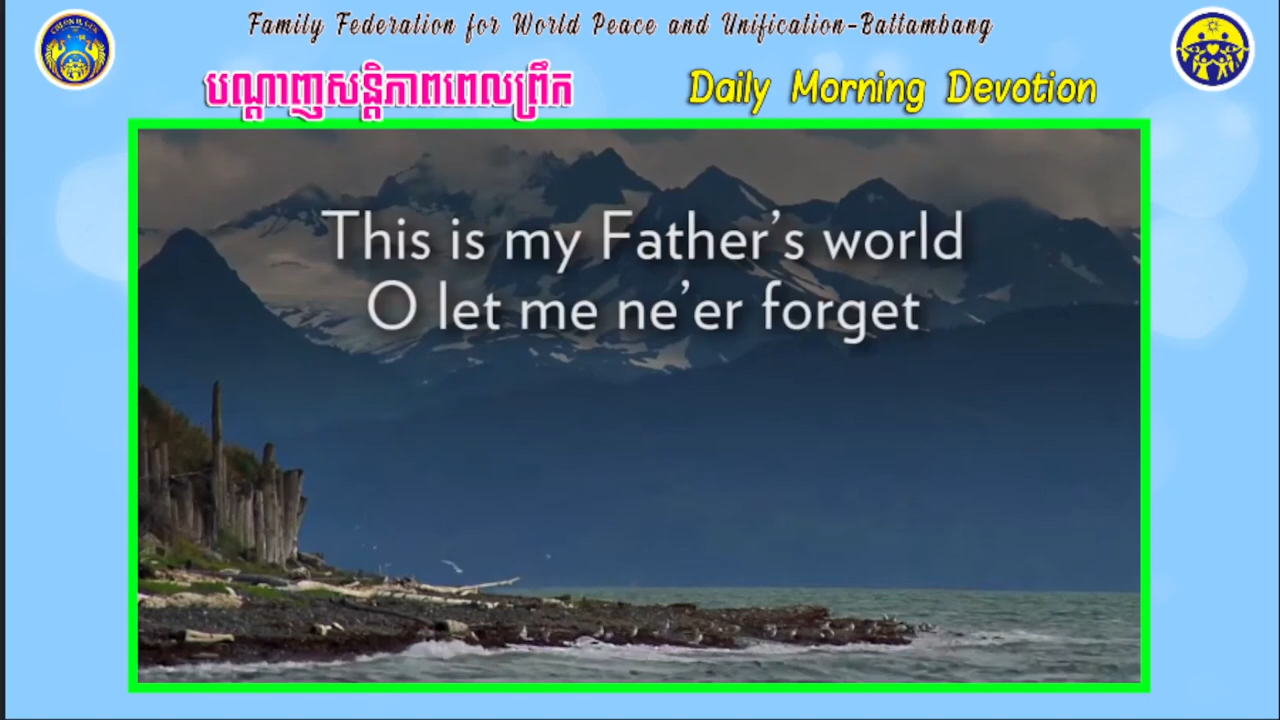 Family Federation for World Peace and Unification-Battambang
បណ្តាញសន្តិភាពពេលព្រឹក
Daily Morning Devotion
This is my Father's world
O let me ne'er forget